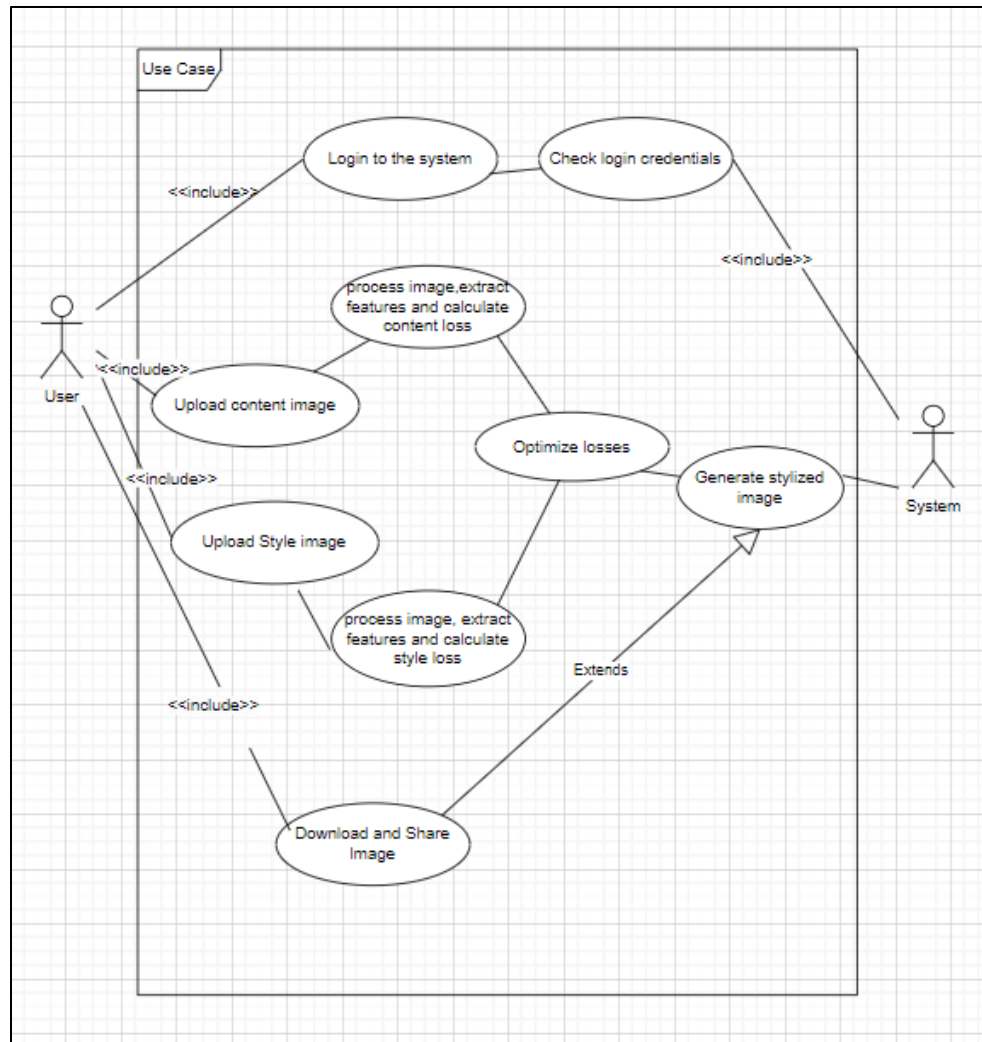 Use Case
Login to the system
Check login credentials
<<include>>
<<include>>
process image,extract
features and calculate
content loss
<<include>>
User
Upload content image
Optimize losses
Generate stylized
image
System
<<include>>
Upload Style image
process image, extract
features and calculate
style loss
Extends
<<include>>
Download and Share
Image